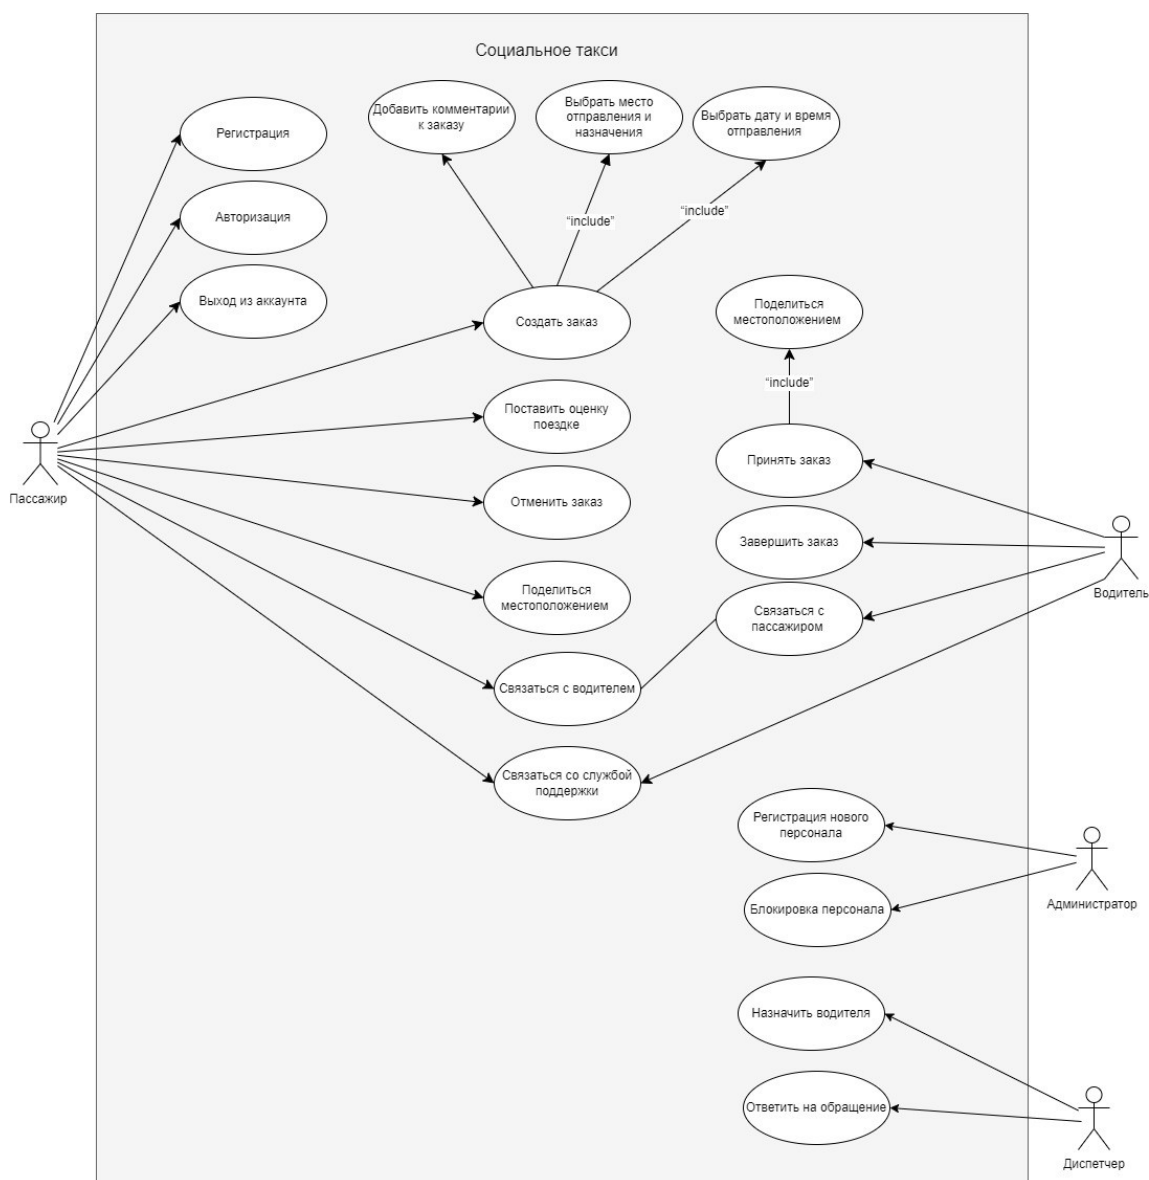 Социальное такси
Добавить комментарии
к заказу
Выбрать место
отправления и
назначения
Выбрать дату и время
отправления
Регистрация
Авторизация
Выход из аккаунта
“include”
“include”
Создать заказ
Поделиться
местоположением
“include”
Поставить оценку
поездке
Принять заказ
Пассажир
Отменить заказ
Завершить заказ
Водитель
Поделиться
местоположением
Связаться с
пассажиром
Связаться с водителем
Связаться со службой
поддержки
Регистрация нового
персонала
Администратор
Блокировка персонала
Назначить водителя
Ответить на обращение
Диспетчер